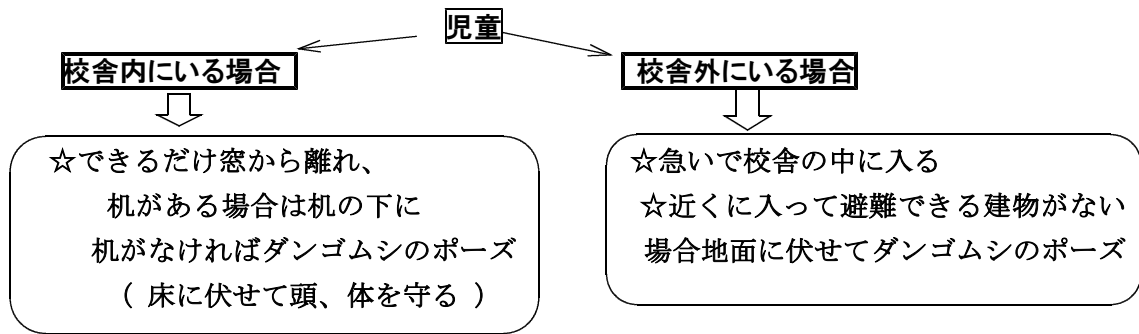 児童
校舎内にいる場合
校舎外にいる場合
☆できるだけ窓から離れ、
机がある場合は机の下に
机がなければダンゴムシのポーズ
( 床に伏せて頭、体を守る )
☆急いで校舎の中に入る
☆近くに入って避難できる建物がない
場合地面に伏せてダンゴムシのポーズ